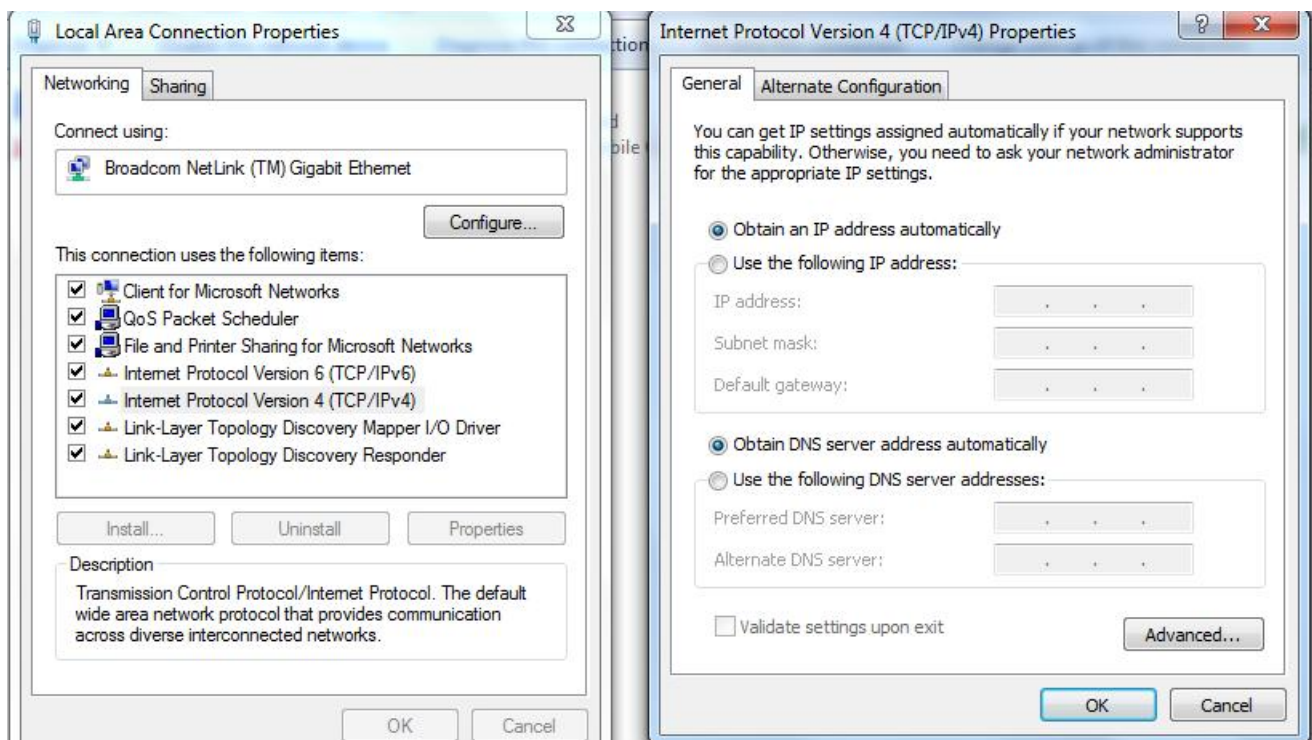 Local Area Connection Properties
Networking
Sharing
Connect using:
Broadcom NetLink (TM) Gigabit Ethernet
Configure...
This connection uses the following items:
Client for Microsoft Networks
QoS Packet Scheduler
File and Printer Sharing for Microsoft Networks
Internet Protocol Version 6 (TCP/IPv6)
Internet Protocol Version 4 (TCP/IPv4)
Link-Layer Topology Discovery Mapper I/O Driver
Link-Layer Topology Discovery Responder
Install...
Uninstall
Properties
Description
Transmission Control Protocol/Internet Protocol. The default
wide area network protocol that provides communication
across diverse interconnected networks.
OK
Cancel
Internet Protocol Version 4 (TCP/IPv4) Properties
General
Alternate Configuration
You can get IP settings assigned automatically if your network supports
this capability. Otherwise, you need to ask your network administrator
for the appropriate IP settings.
Obtain an IP address automatically
Use the following IP address:
IP address:
Subnet mask:
Default gateway:
Obtain DNS server address automatically
Use the following DNS server addresses:
Preferred DNS server:
Alternate DNS server:
Validate settings upon exit
Advanced...
OK
Cancel